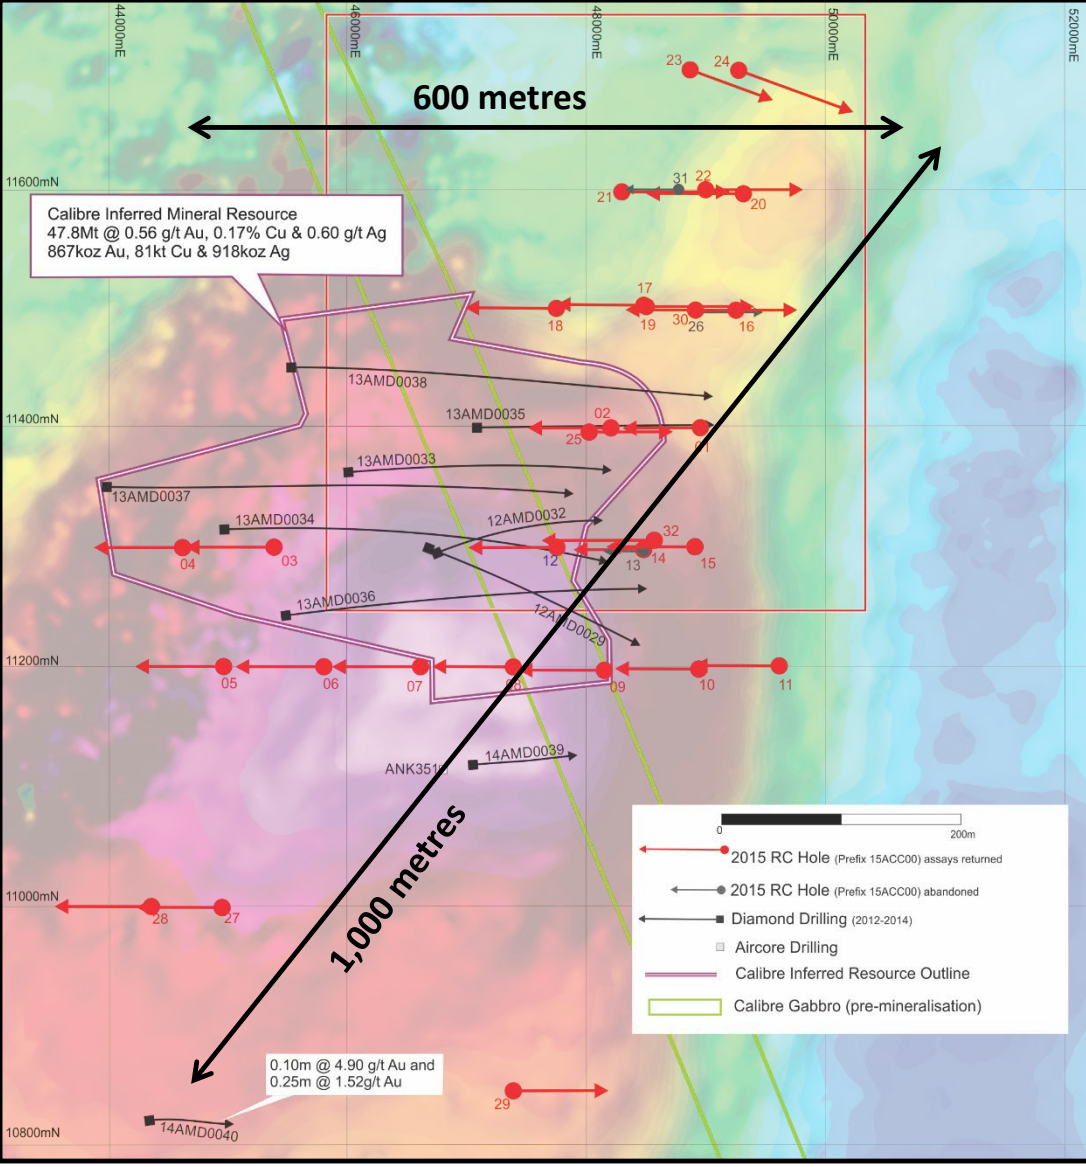 44000mE
46000mE
48000mE
50000mE
52000mE
23
24
600 metres
11600mN
31
22
21
20
Calibre Inferred Mineral Resource
47.8Mt @ 0.56 g/t Au, 0.17% Cu & 0.60 g/t Ag
867koz Au, 81kt Cu & 918koz Ag
17
18
19
30
26
16
13AMD0038
11400mN
13AMD0035
02
25
01
13AMD0033
13AMD0037
13AMD0034
12AMD0032
04
03
12
32
13
14
15
13AMD0036
12AMD0029
11200mN
05
06
07
08
09
10
11
14AMD0039
ANK351
1,000 metres
0
200m
2015 RC Hole (Prefix 15ACC00) assays returned
2015 RC Hole (Prefix 15ACC00) abandoned
Diamond Drilling (2012-2014)
Aircore Drilling
Calibre Inferred Resource Outline
Calibre Gabbro (pre-mineralisation)
11000mN
28
27
0.10m @ 4.90 g/t Au and
0.25m @ 1.52g/t Au
29
14AMD0040
10800mN